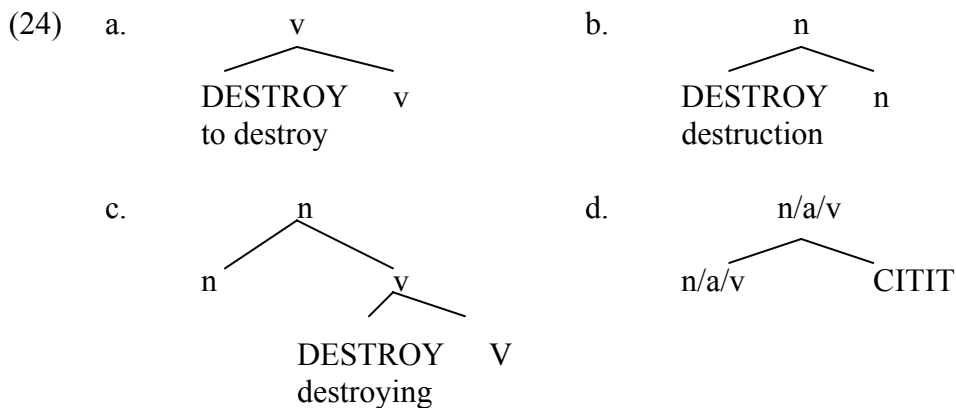 (24) a. v b. n
DESTROY v DESTROY n
to destroy destruction
c. n d. n/a/v
n v n/a/v CITIT
DESTROY V
destroying